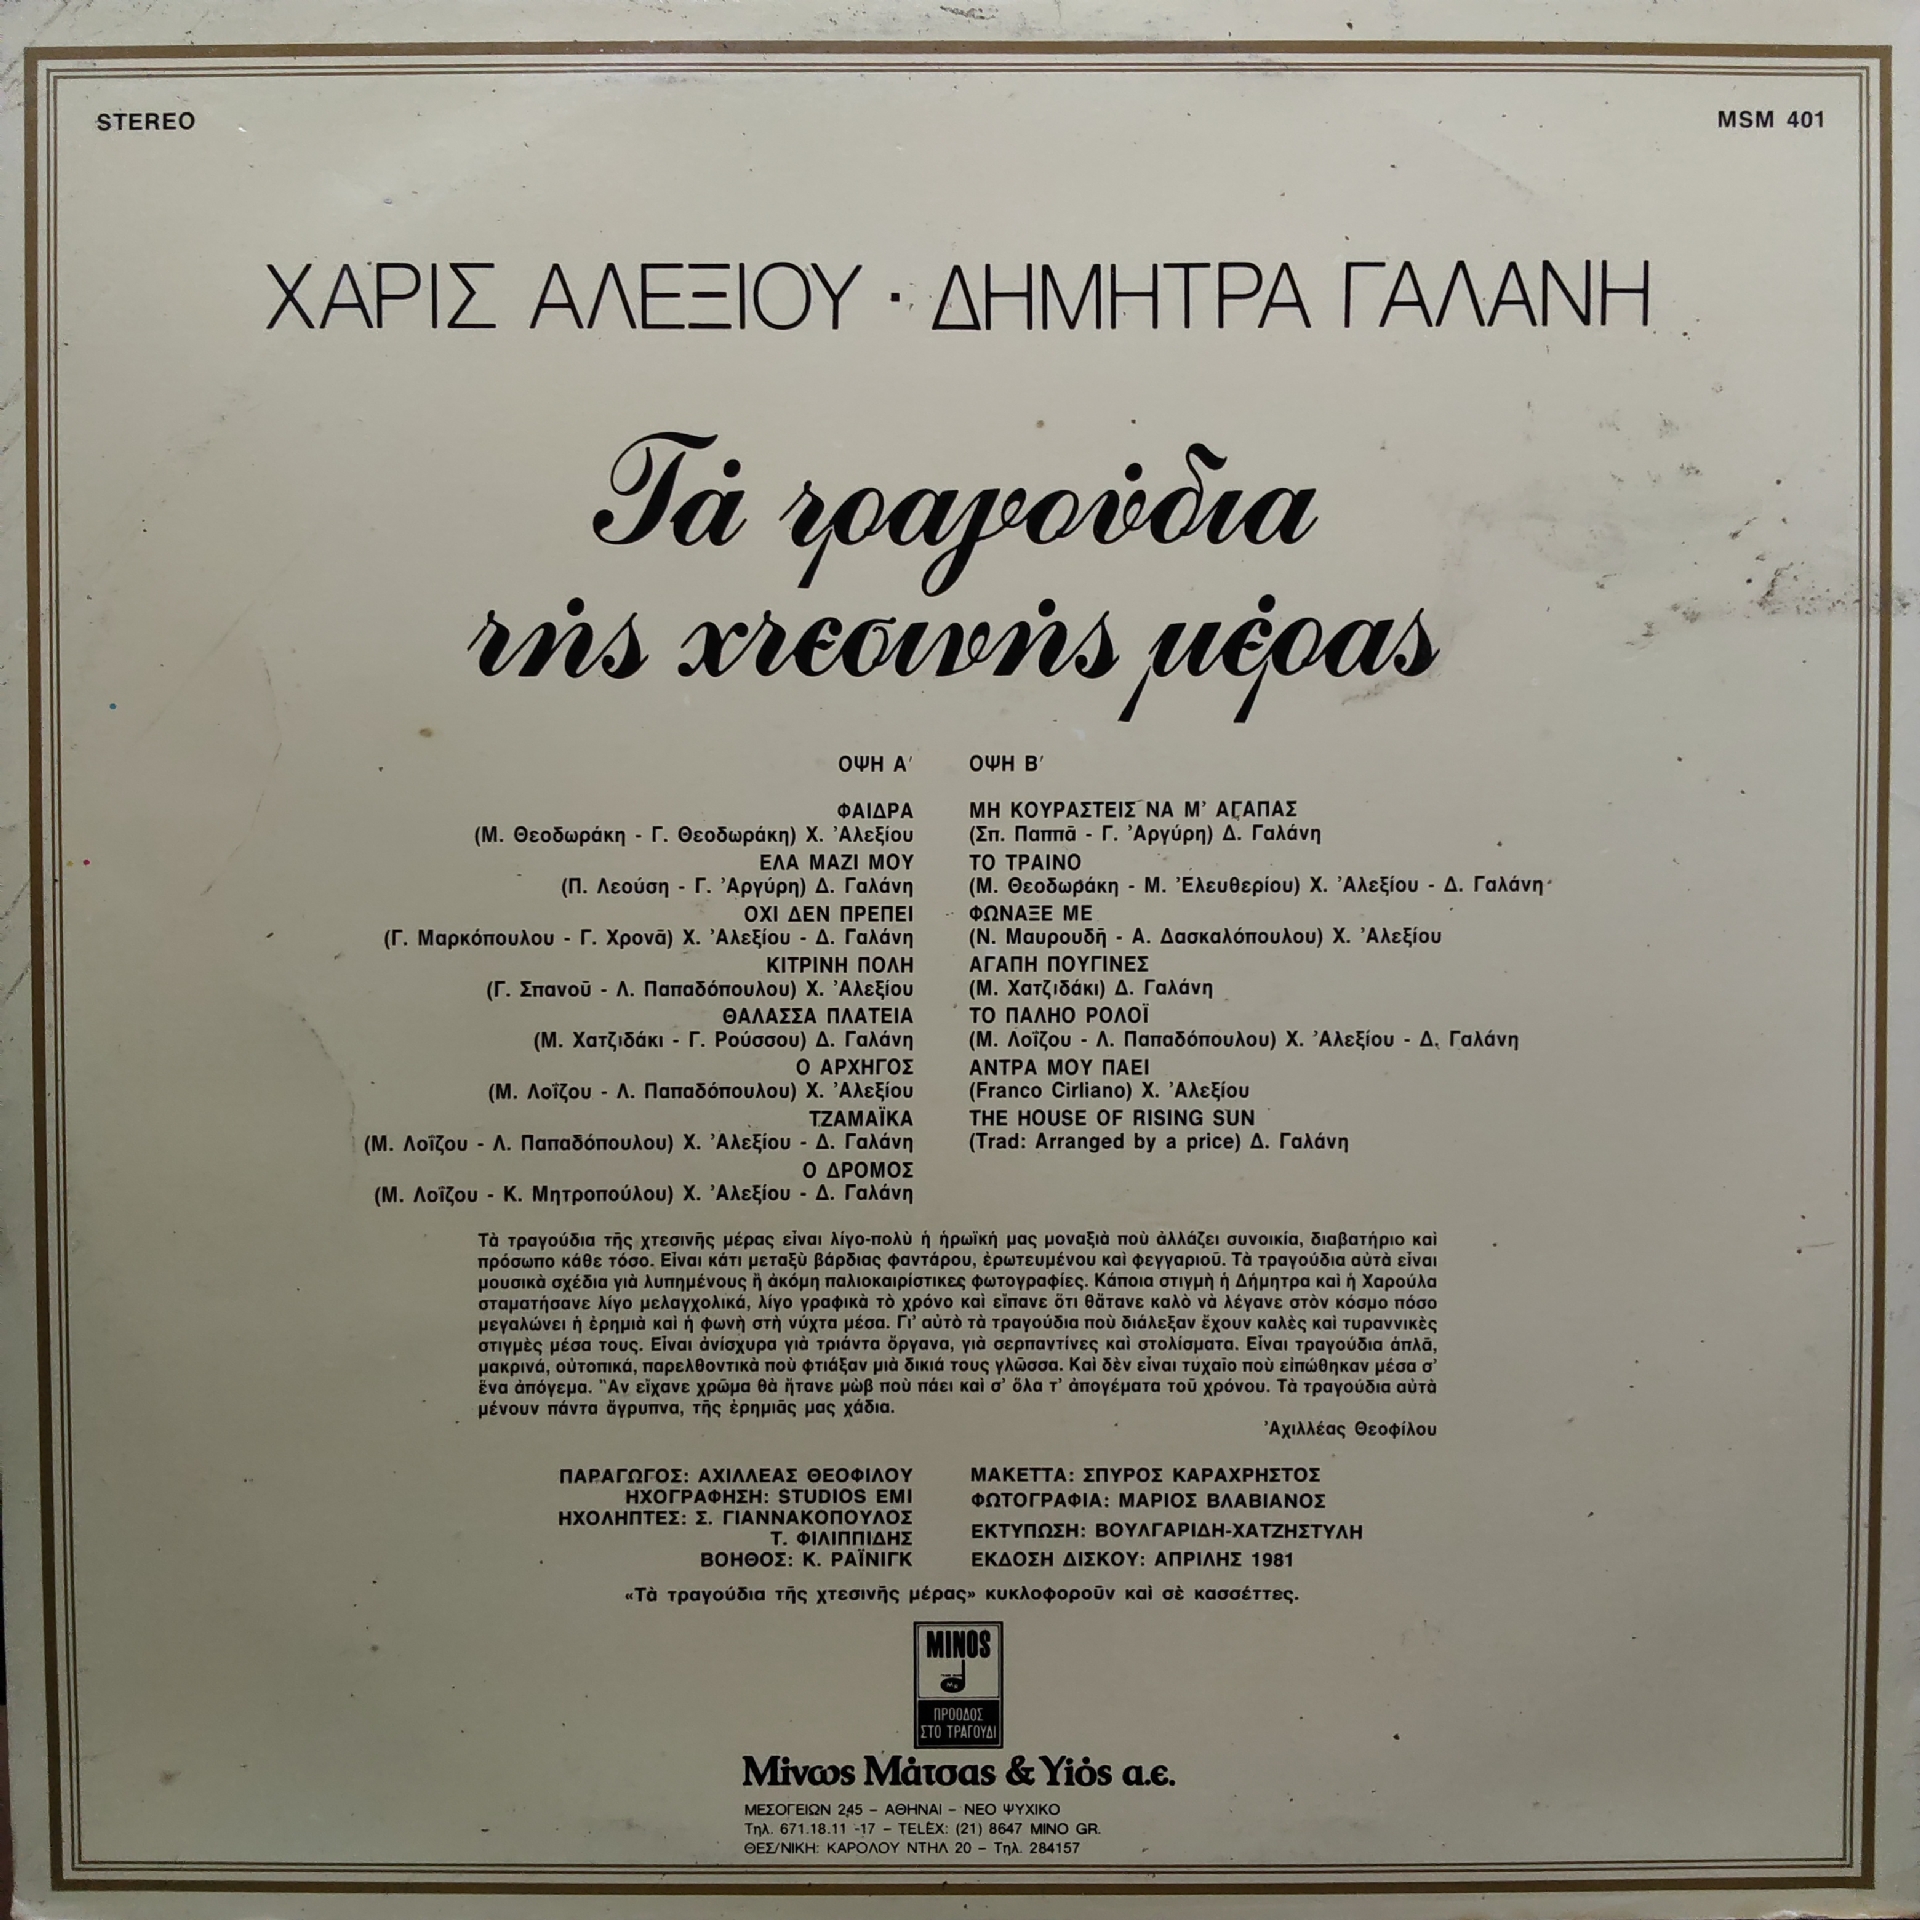 STEREO
MSM 401
ΧΑΡΙΣ ΑΛΕΞΙΟΥ · ΔΗΜΗΤΡΑ ΓΑΛΑΝΗ
Τά τραγούδια
τής χτεσινής μέρας
ΟΨΗ Α'
ΦΑΙΔΡΑ
(Μ. Θεοδωράκη - Γ. Θεοδωράκη) Χ. Ἀλεξίου
ΕΛΑ ΜΑΖΙ ΜΟΥ
(Π. Λεούση - Γ. Ἀργύρη) Δ. Γαλάνη
ΟΧΙ ΔΕΝ ΠΡΕΠΕΙ
(Γ. Μαρκόπουλου - Γ. Χρονᾶ) Χ. Ἀλεξίου - Δ. Γαλάνη
ΚΙΤΡΙΝΗ ΠΟΛΗ
(Γ. Σπανοῦ - Λ. Παπαδόπουλου) Χ. Ἀλεξίου
ΘΑΛΑΣΣΑ ΠΛΑΤΕΙΑ
(Μ. Χατζιδάκι - Γ. Ρούσσου) Δ. Γαλάνη
Ο ΑΡΧΗΓΟΣ
(Μ. Λοΐζου - Λ. Παπαδόπουλου) Χ. Ἀλεξίου
ΤΖΑΜΑΪΚΑ
(Μ. Λοΐζου - Λ. Παπαδόπουλου) Χ. Ἀλεξίου - Δ. Γαλάνη
Ο ΔΡΟΜΟΣ
(Μ. Λοΐζου - Κ. Μητροπούλου) Χ. Ἀλεξίου - Δ. Γαλάνη
ΟΨΗ Β'
ΜΗ ΚΟΥΡΑΣΤΕΙΣ ΝΑ Μ' ΑΓΑΠΑΣ
(Σπ. Παππᾶ - Γ. Ἀργύρη) Δ. Γαλάνη
ΤΟ ΤΡΑΙΝΟ
(Μ. Θεοδωράκη - Μ. Ἐλευθερίου) Χ. Ἀλεξίου - Δ. Γαλάνη
ΦΩΝΑΞΕ ΜΕ
(Ν. Μαυρουδῆ - Α. Δασκαλόπουλου) Χ. Ἀλεξίου
ΑΓΑΠΗ ΠΟΥΓΙΝΕΣ
(Μ. Χατζιδάκι) Δ. Γαλάνη
ΤΟ ΠΑΛΗΟ ΡΟΛΟΪ
(Μ. Λοΐζου - Λ. Παπαδόπουλου) Χ. Ἀλεξίου - Δ. Γαλάνη
ΑΝΤΡΑ ΜΟΥ ΠΑΕΙ
(Franco Cirliano) Χ. Ἀλεξίου
THE HOUSE OF RISING SUN
(Trad: Arranged by a price) Δ. Γαλάνη
Τὰ τραγούδια τῆς χτεσινῆς μέρας εἶναι λίγο-πολὺ ἡ ἡρωϊκή μας μοναξιὰ ποὺ ἀλλάζει συνοικία, διαβατήριο καὶ
πρόσωπο κάθε τόσο. Εἶναι κάτι μεταξὺ βάρδιας φαντάρου, ἐρωτευμένου καὶ φεγγαριοῦ. Τὰ τραγούδια αὐτὰ εἶναι
μουσικὰ σχέδια γιὰ λυπημένους ἢ ἀκόμη παλιοκαιρίστικες φωτογραφίες. Κάποια στιγμὴ ἡ Δήμητρα καὶ ἡ Χαρούλα
σταματήσανε λίγο μελαγχολικά, λίγο γραφικὰ τὸ χρόνο καὶ εἴπανε ὅτι θἄτανε καλὸ νὰ λέγανε στὸν κόσμο πόσο
μεγαλώνει ἡ ἐρημιὰ καὶ ἡ φωνὴ στὴ νύχτα μέσα. Γι' αὐτὸ τὰ τραγούδια ποὺ διάλεξαν ἔχουν καλὲς καὶ τυραννικὲς
στιγμὲς μέσα τους. Εἶναι ἀνίσχυρα γιὰ τριάντα ὄργανα, γιὰ σερπαντίνες καὶ στολίσματα. Εἶναι τραγούδια ἁπλᾶ,
μακρινά, οὐτοπικά, παρελθοντικὰ ποὺ φτιάξαν μιὰ δικιά τους γλῶσσα. Καὶ δὲν εἶναι τυχαῖο ποὺ εἰπώθηκαν μέσα σ'
ἕνα ἀπόγεμα. Ἂν εἴχανε χρῶμα θὰ ἤτανε μὼβ ποὺ πάει καὶ σ' ὅλα τ' ἀπογέματα τοῦ χρόνου. Τὰ τραγούδια αὐτὰ
μένουν πάντα ἄγρυπνα, τῆς ἐρημιᾶς μας χάδια.
Ἀχιλλέας Θεοφίλου
ΠΑΡΑΓΩΓΟΣ: ΑΧΙΛΛΕΑΣ ΘΕΟΦΙΛΟΥ
ΗΧΟΓΡΑΦΗΣΗ: STUDIOS EMI
ΗΧΟΛΗΠΤΕΣ: Σ. ΓΙΑΝΝΑΚΟΠΟΥΛΟΣ
Τ. ΦΙΛΙΠΠΙΔΗΣ
ΒΟΗΘΟΣ: Κ. ΡΑΪΝΙΓΚ
ΜΑΚΕΤΤΑ: ΣΠΥΡΟΣ ΚΑΡΑΧΡΗΣΤΟΣ
ΦΩΤΟΓΡΑΦΙΑ: ΜΑΡΙΟΣ ΒΛΑΒΙΑΝΟΣ
ΕΚΤΥΠΩΣΗ: ΒΟΥΛΓΑΡΙΔΗ-ΧΑΤΖΗΣΤΥΛΗ
ΕΚΔΟΣΗ ΔΙΣΚΟΥ: ΑΠΡΙΛΗΣ 1981
«Τὰ τραγούδια τῆς χτεσινῆς μέρας» κυκλοφοροῦν καὶ σὲ κασσέττες.
MINOS
ΠΡΟΟΔΟΣ
ΣΤΟ ΤΡΑΓΟΥΔΙ
Μίνως Μάτσας & Υἱός α.ε.
ΜΕΣΟΓΕΙΩΝ 245 – ΑΘΗΝΑΙ – ΝΕΟ ΨΥΧΙΚΟ
Τηλ. 671.18.11 -17 – TELEX: (21) 8647 MINO GR.
ΘΕΣ/ΝΙΚΗ: ΚΑΡΟΛΟΥ ΝΤΗΛ 20 – Τηλ. 284157